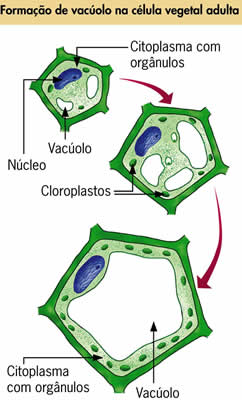 Formação de vacúolo na célula vegetal adulta
Citoplasma com
orgânulos
Vacúolo
Núcleo
Cloroplastos
Citoplasma
com orgânulos
Vacúolo